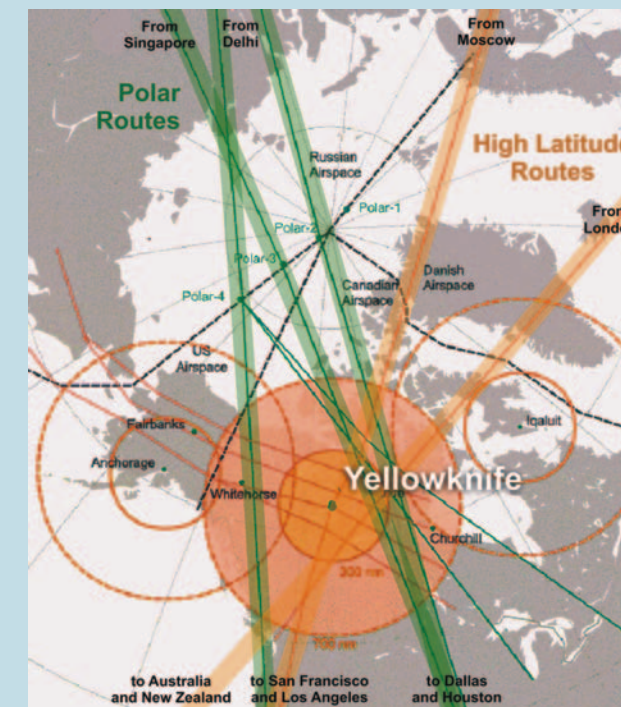 From
Singapore
From
Delhi
From
Moscow
Polar
Routes
High Latitude
Routes
Russian
Airspace
Polar-1
Polar-2
From
London
Polar-3
Danish
Airspace
Canadian
Airspace
Polar-4
US
Airspace
Fairbanks
Iqaluit
Anchorage
Yellowknife
Whitehorse
Churchill
300 nm
to Australia
and New Zealand
to San Francisco
and Los Angeles
to Dallas
and Houston